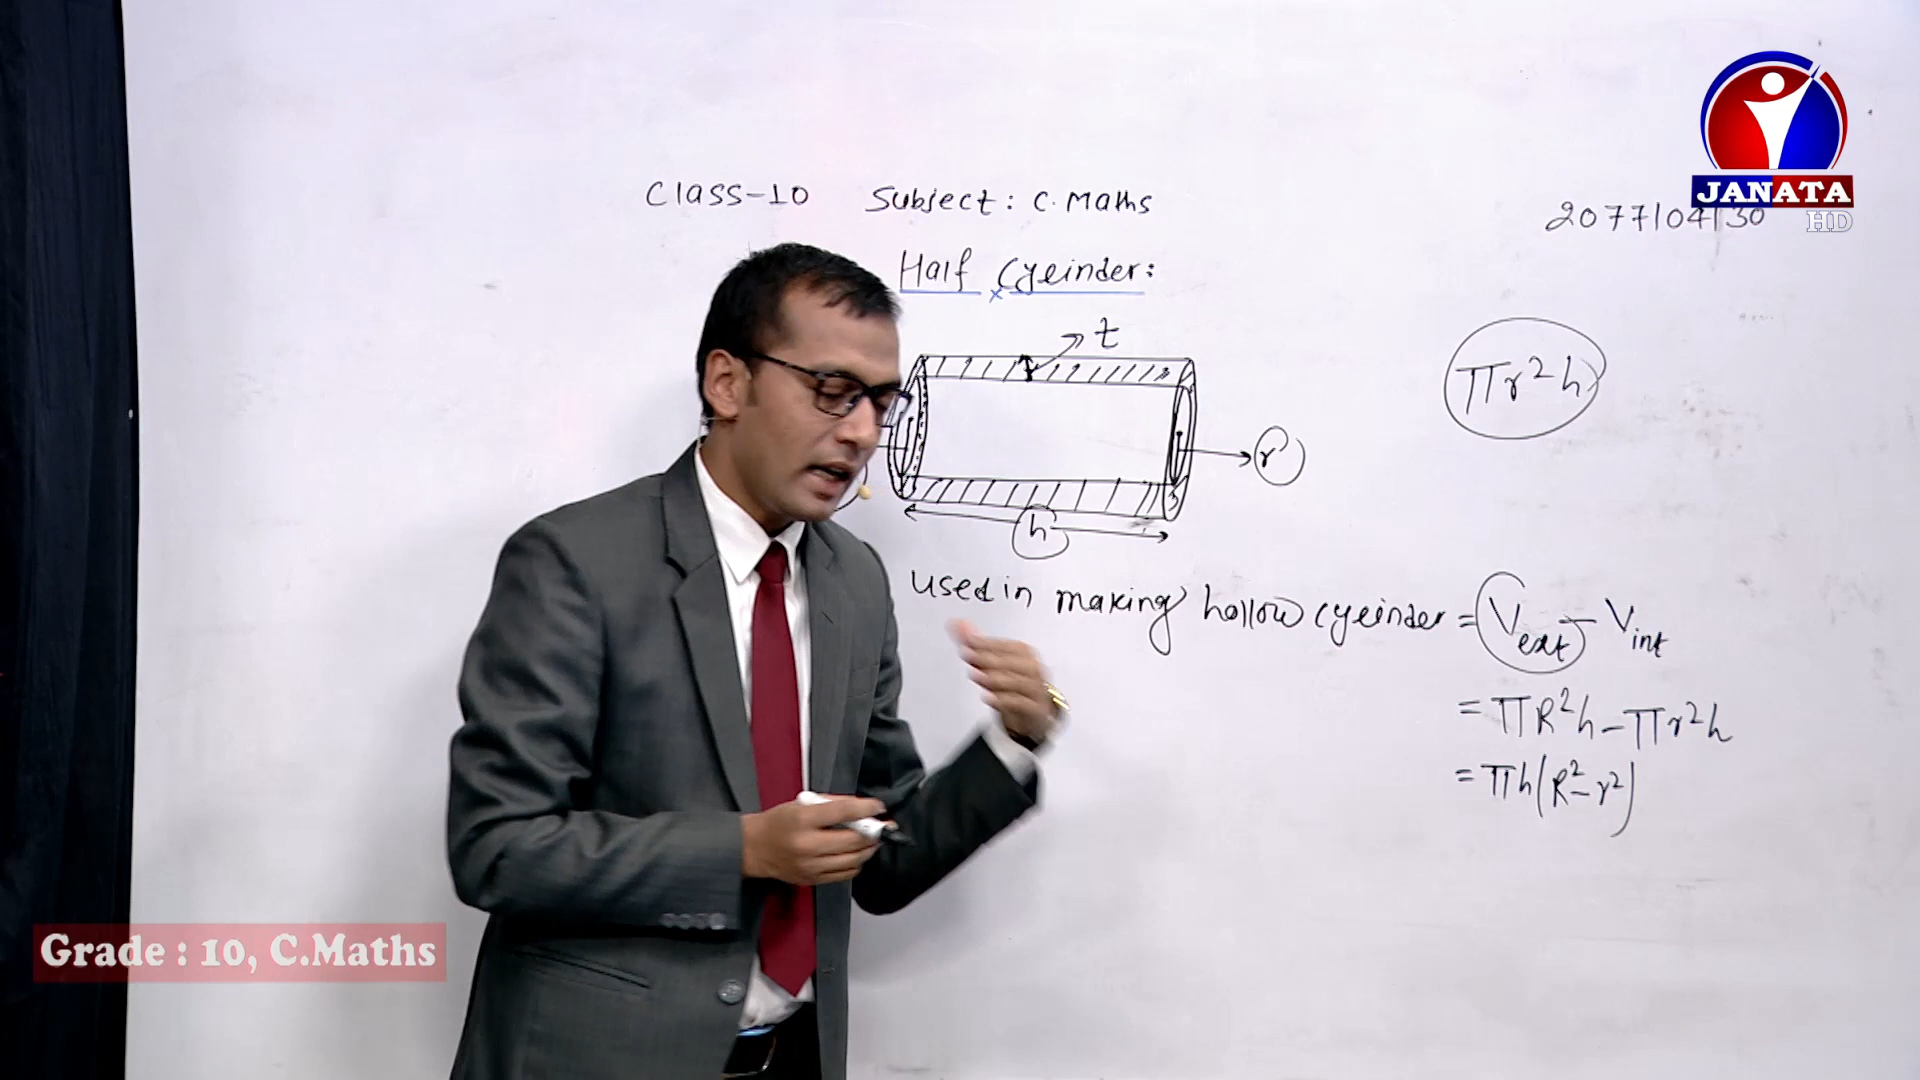 JANATA
HD
Class-10 Subject: C. Maths
2077/04/30
Half Cylinder:
t
πr²h
r
h
used in making hollow cylinder = Vext - Vint
= πR²h - πr²h
= πh(R²-r²)
Grade : 10, C.Maths